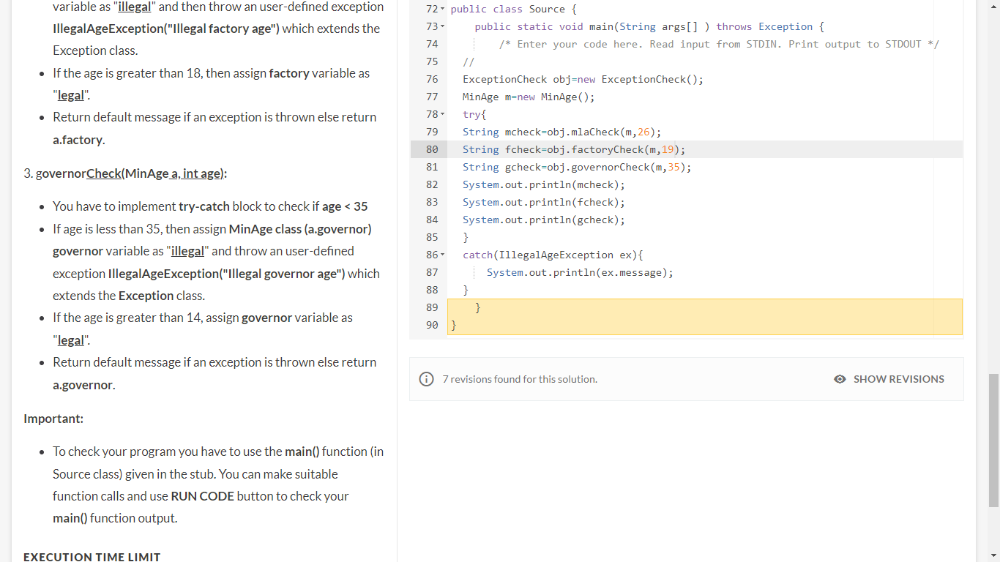 variable as "illegal" and then throw an user-defined exception
IllegalAgeException("Illegal factory age") which extends the
Exception class.
• If the age is greater than 18, then assign factory variable as
"legal".
• Return default message if an exception is thrown else return
a.factory.
3. governorCheck(MinAge a, int age):
• You have to implement try-catch block to check if age < 35
• If age is less than 35, then assign MinAge class (a.governor)
governor variable as "illegal" and throw an user-defined
exception IllegalAgeException("Illegal governor age") which
extends the Exception class.
• If the age is greater than 14, assign governor variable as
"legal".
• Return default message if an exception is thrown else return
a.governor.
Important:
• To check your program you have to use the main() function (in
Source class) given in the stub. You can make suitable
function calls and use RUN CODE button to check your
main() function output.
EXECUTION TIME LIMIT
72 public class Source {
73 public static void main(String args[] ) throws Exception {
74 /* Enter your code here. Read input from STDIN. Print output to STDOUT */
75 //
76 ExceptionCheck obj=new ExceptionCheck();
77 MinAge m=new MinAge();
78 try{
79 String mcheck=obj.mlaCheck(m,26);
80 String fcheck=obj.factoryCheck(m,19);
81 String gcheck=obj.governorCheck(m,35);
82 System.out.println(mcheck);
83 System.out.println(fcheck);
84 System.out.println(gcheck);
85 }
86 catch(IllegalAgeException ex){
87 System.out.println(ex.message);
88 }
89 }
90 }
7 revisions found for this solution.
SHOW REVISIONS